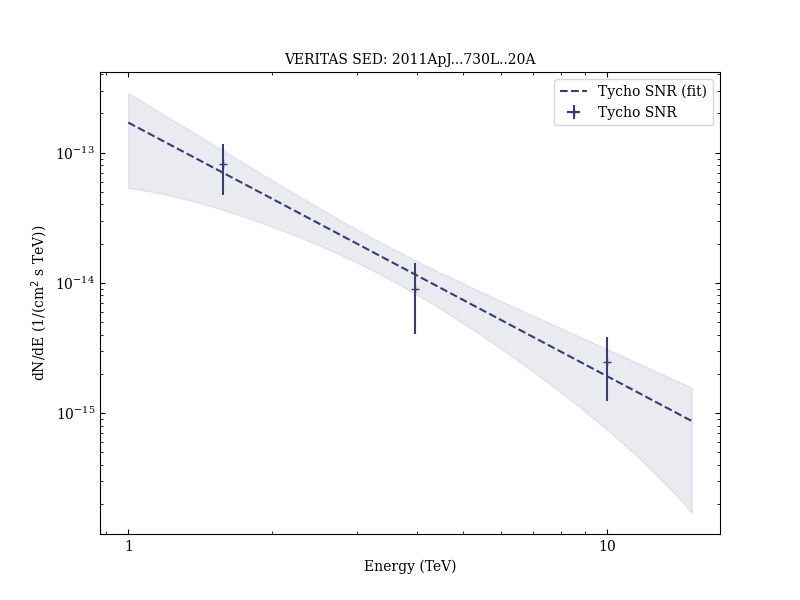 VERITAS SED: 2011ApJ...730L..20A
Tycho SNR (fit)
Tycho SNR
dN/dE (1/(cm² s TeV))
10⁻¹³
10⁻¹⁴
10⁻¹⁵
1
10
Energy (TeV)